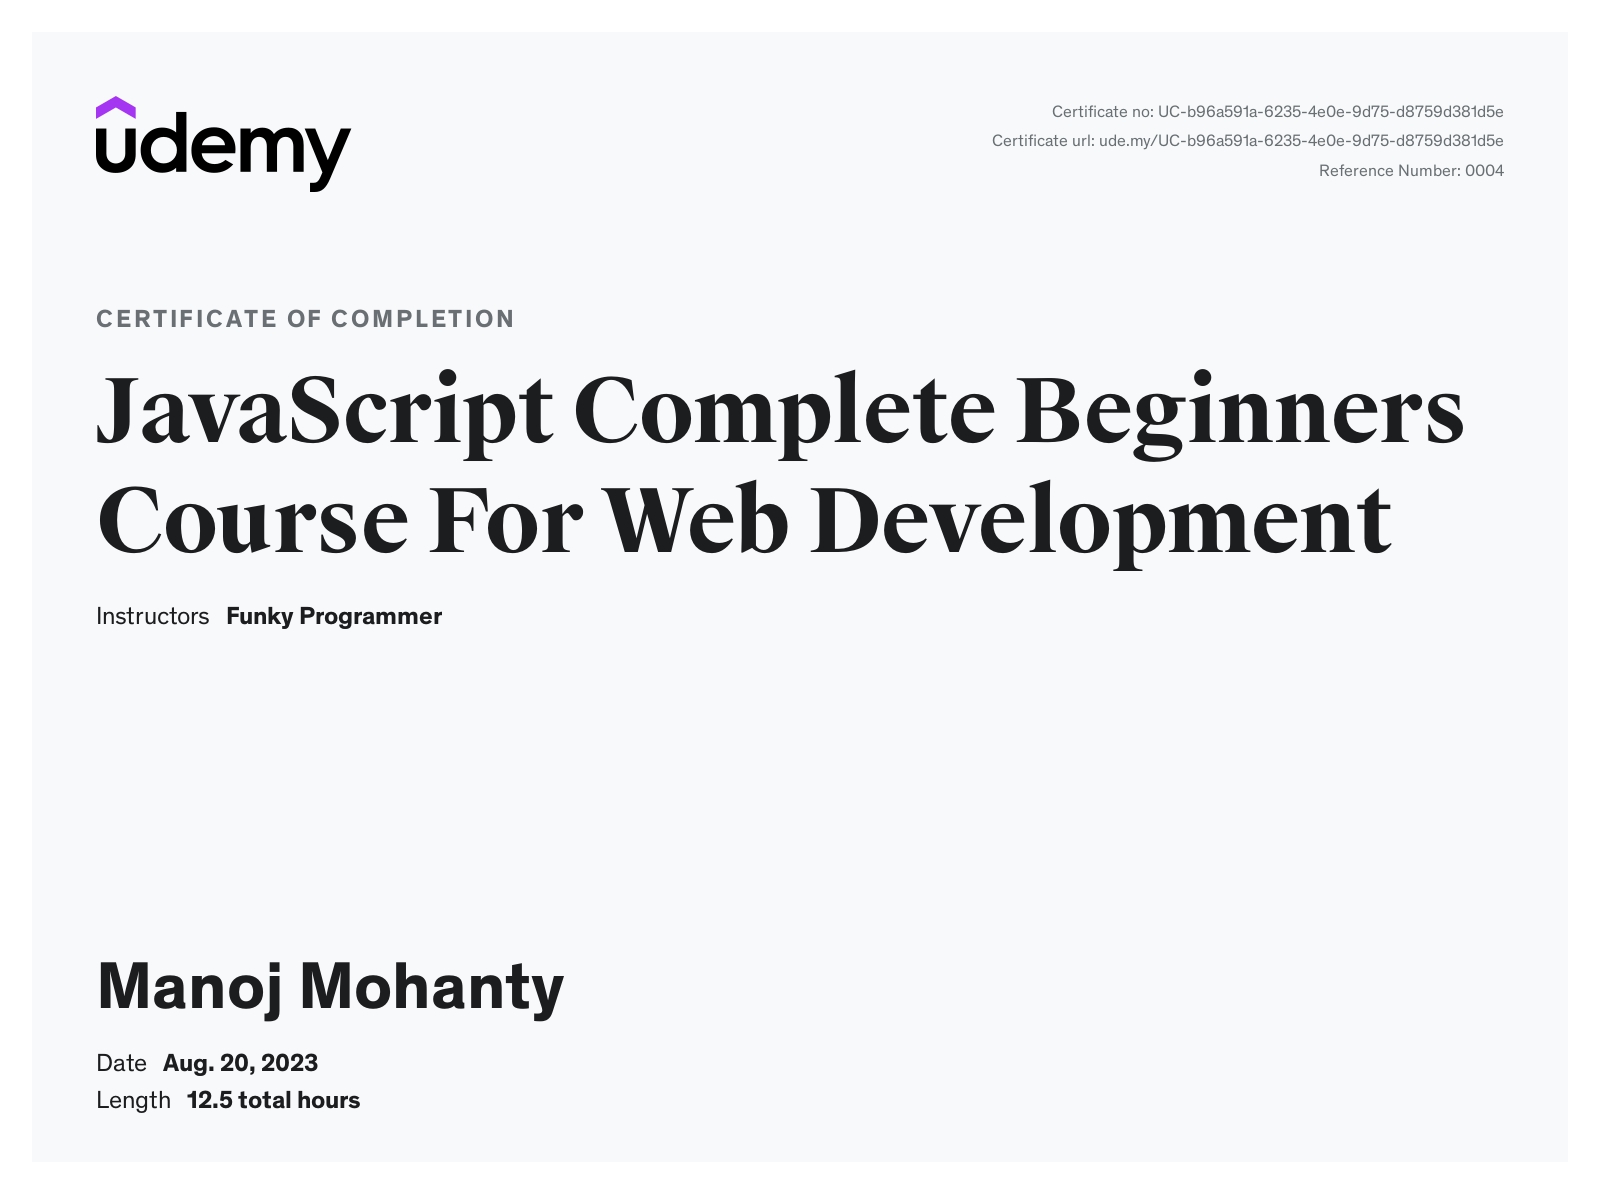 udemy
Certificate no: UC-b96a591a-6235-4e0e-9d75-d8759d381d5e
Certificate url: ude.my/UC-b96a591a-6235-4e0e-9d75-d8759d381d5e
Reference Number: 0004
CERTIFICATE OF COMPLETION
JavaScript Complete Beginners
Course For Web Development
Instructors Funky Programmer
Manoj Mohanty
Date Aug. 20, 2023
Length 12.5 total hours